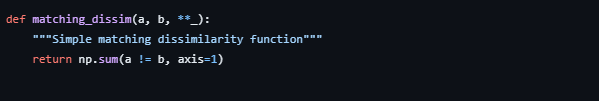 def matching_dissim(a, b, **_):
    """Simple matching dissimilarity function"""
    return np.sum(a != b, axis=1)